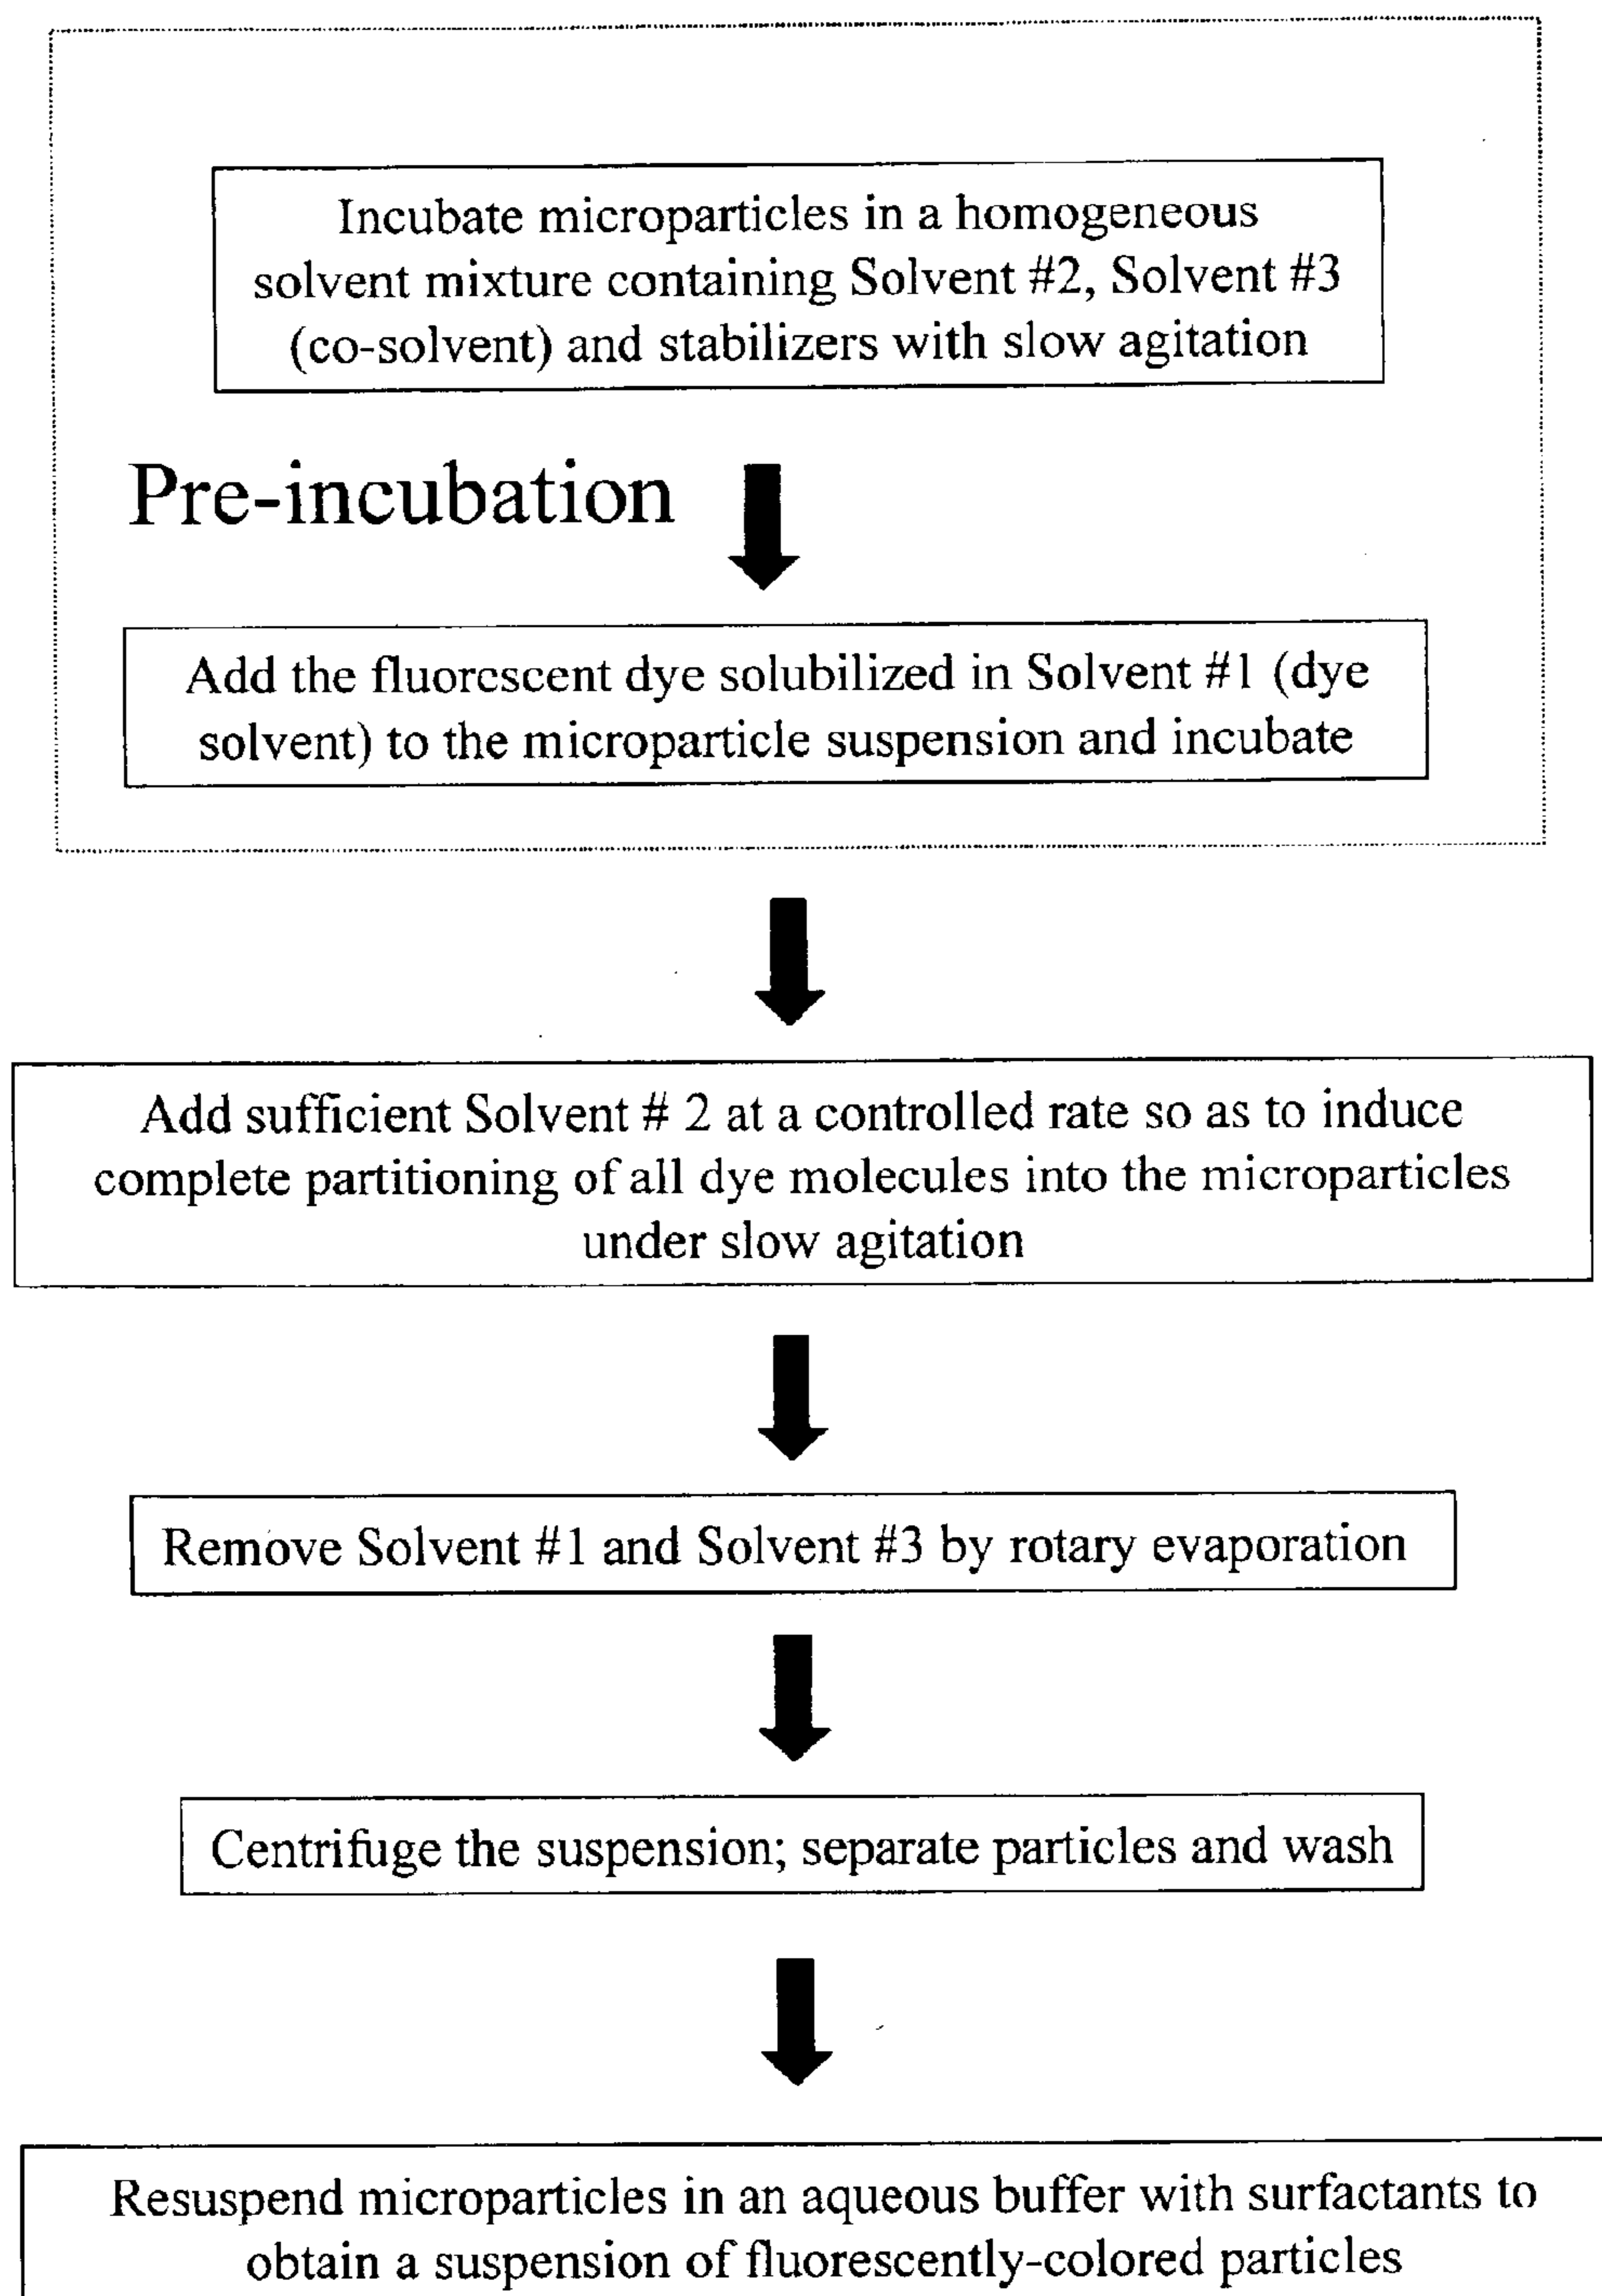 Incubate microparticles in a homogeneous
solvent mixture containing Solvent #2, Solvent #3
(co-solvent) and stabilizers with slow agitation
Pre-incubation
Add the fluorescent dye solubilized in Solvent #1 (dye
solvent) to the microparticle suspension and incubate
Add sufficient Solvent # 2 at a controlled rate so as to induce
complete partitioning of all dye molecules into the microparticles
under slow agitation
Remove Solvent #1 and Solvent #3 by rotary evaporation
Centrifuge the suspension; separate particles and wash
Resuspend microparticles in an aqueous buffer with surfactants to
obtain a suspension of fluorescently-colored particles